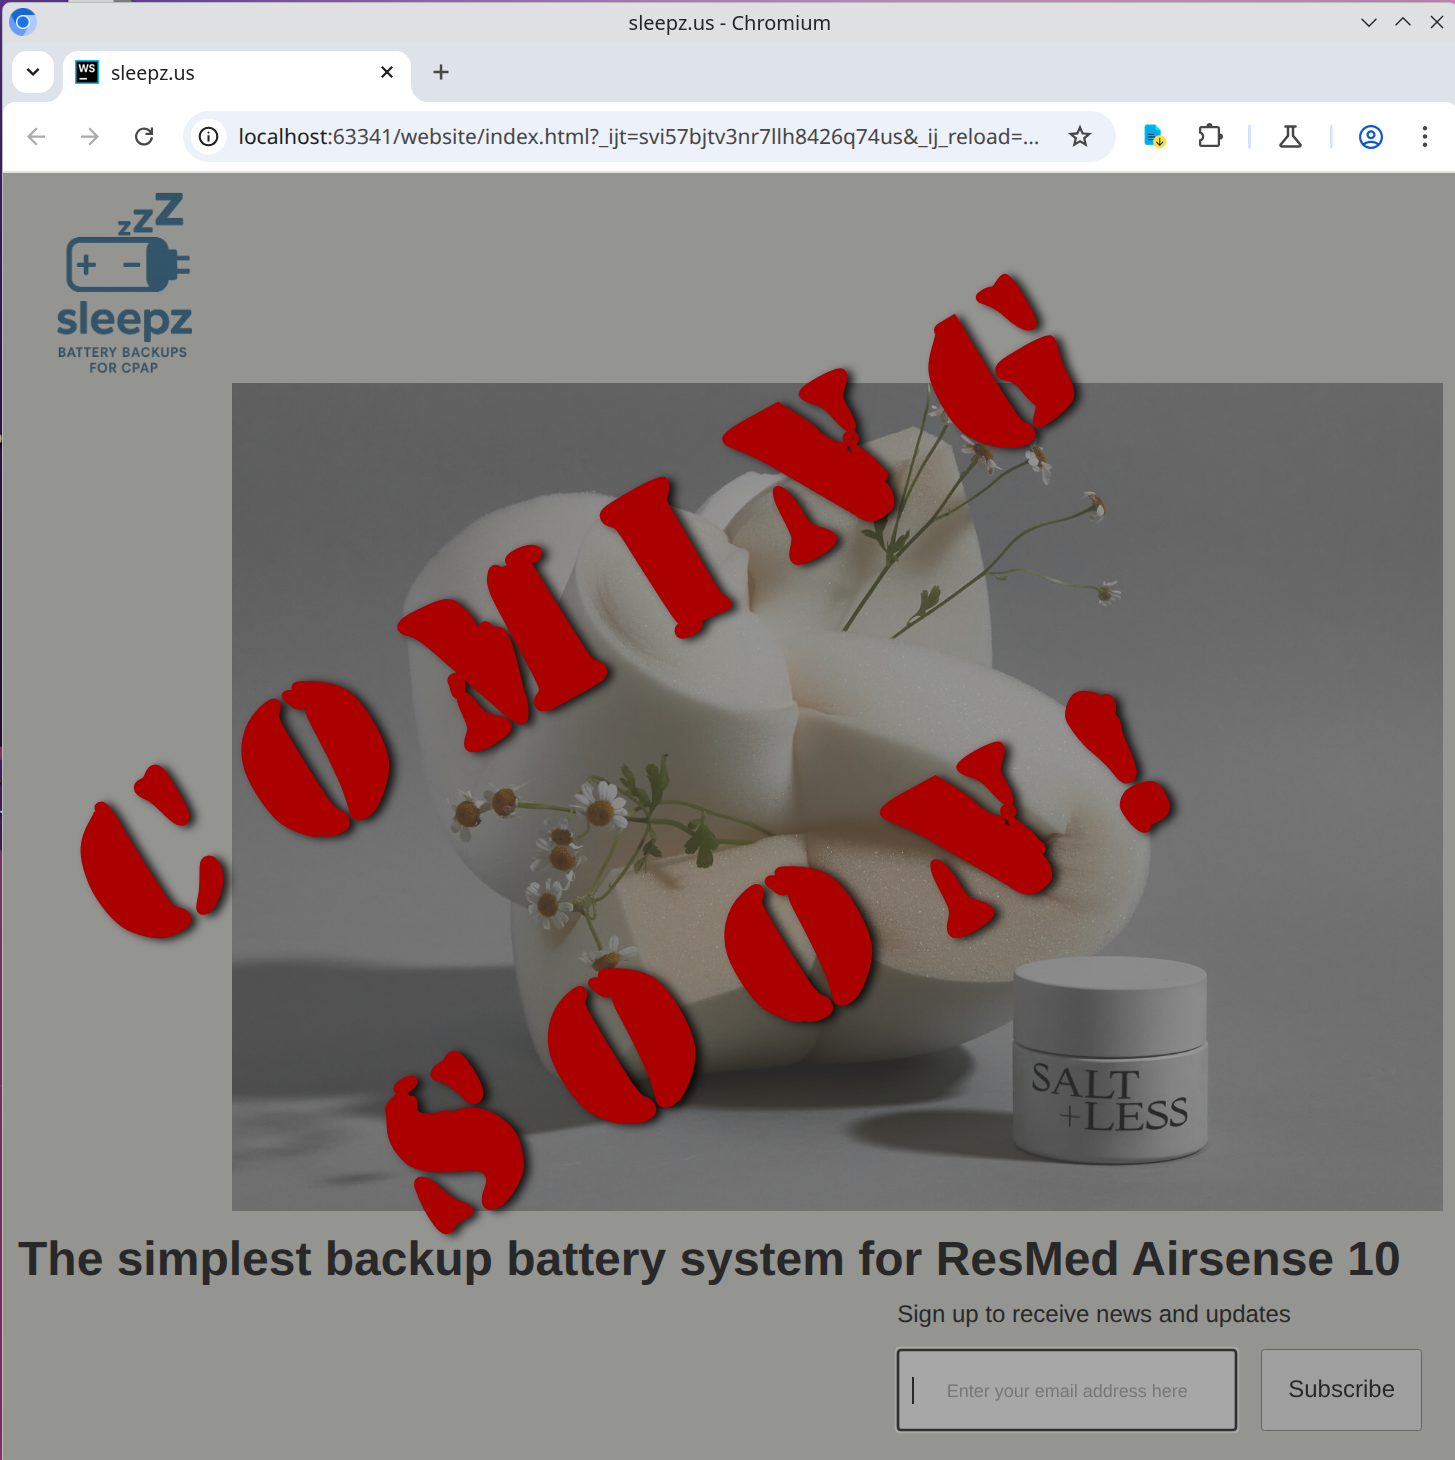 sleepz.us - Chromium
WS
sleepz.us
localhost:63341/website/index.html?_ijt=svi57bjtv3nr7llh8426q74us&_ij_reload=...
zzZ
+ −
sleepz
BATTERY BACKUPS
FOR CPAP
COMING
SOON!
SALT
+LESS
The simplest backup battery system for ResMed Airsense 10
Sign up to receive news and updates
Enter your email address here
Subscribe